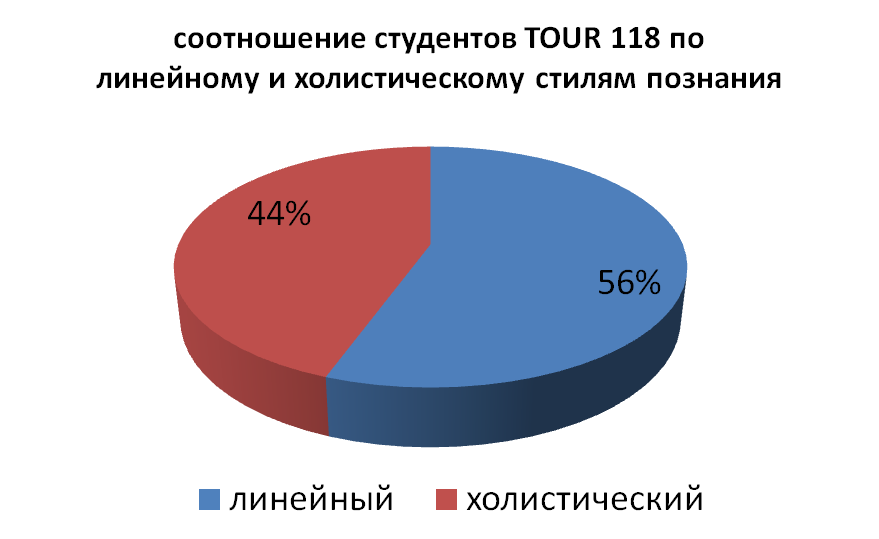 соотношение студентов TOUR 118 по
линейному и холистическому стилям познания
44%
56%
линейный холистический